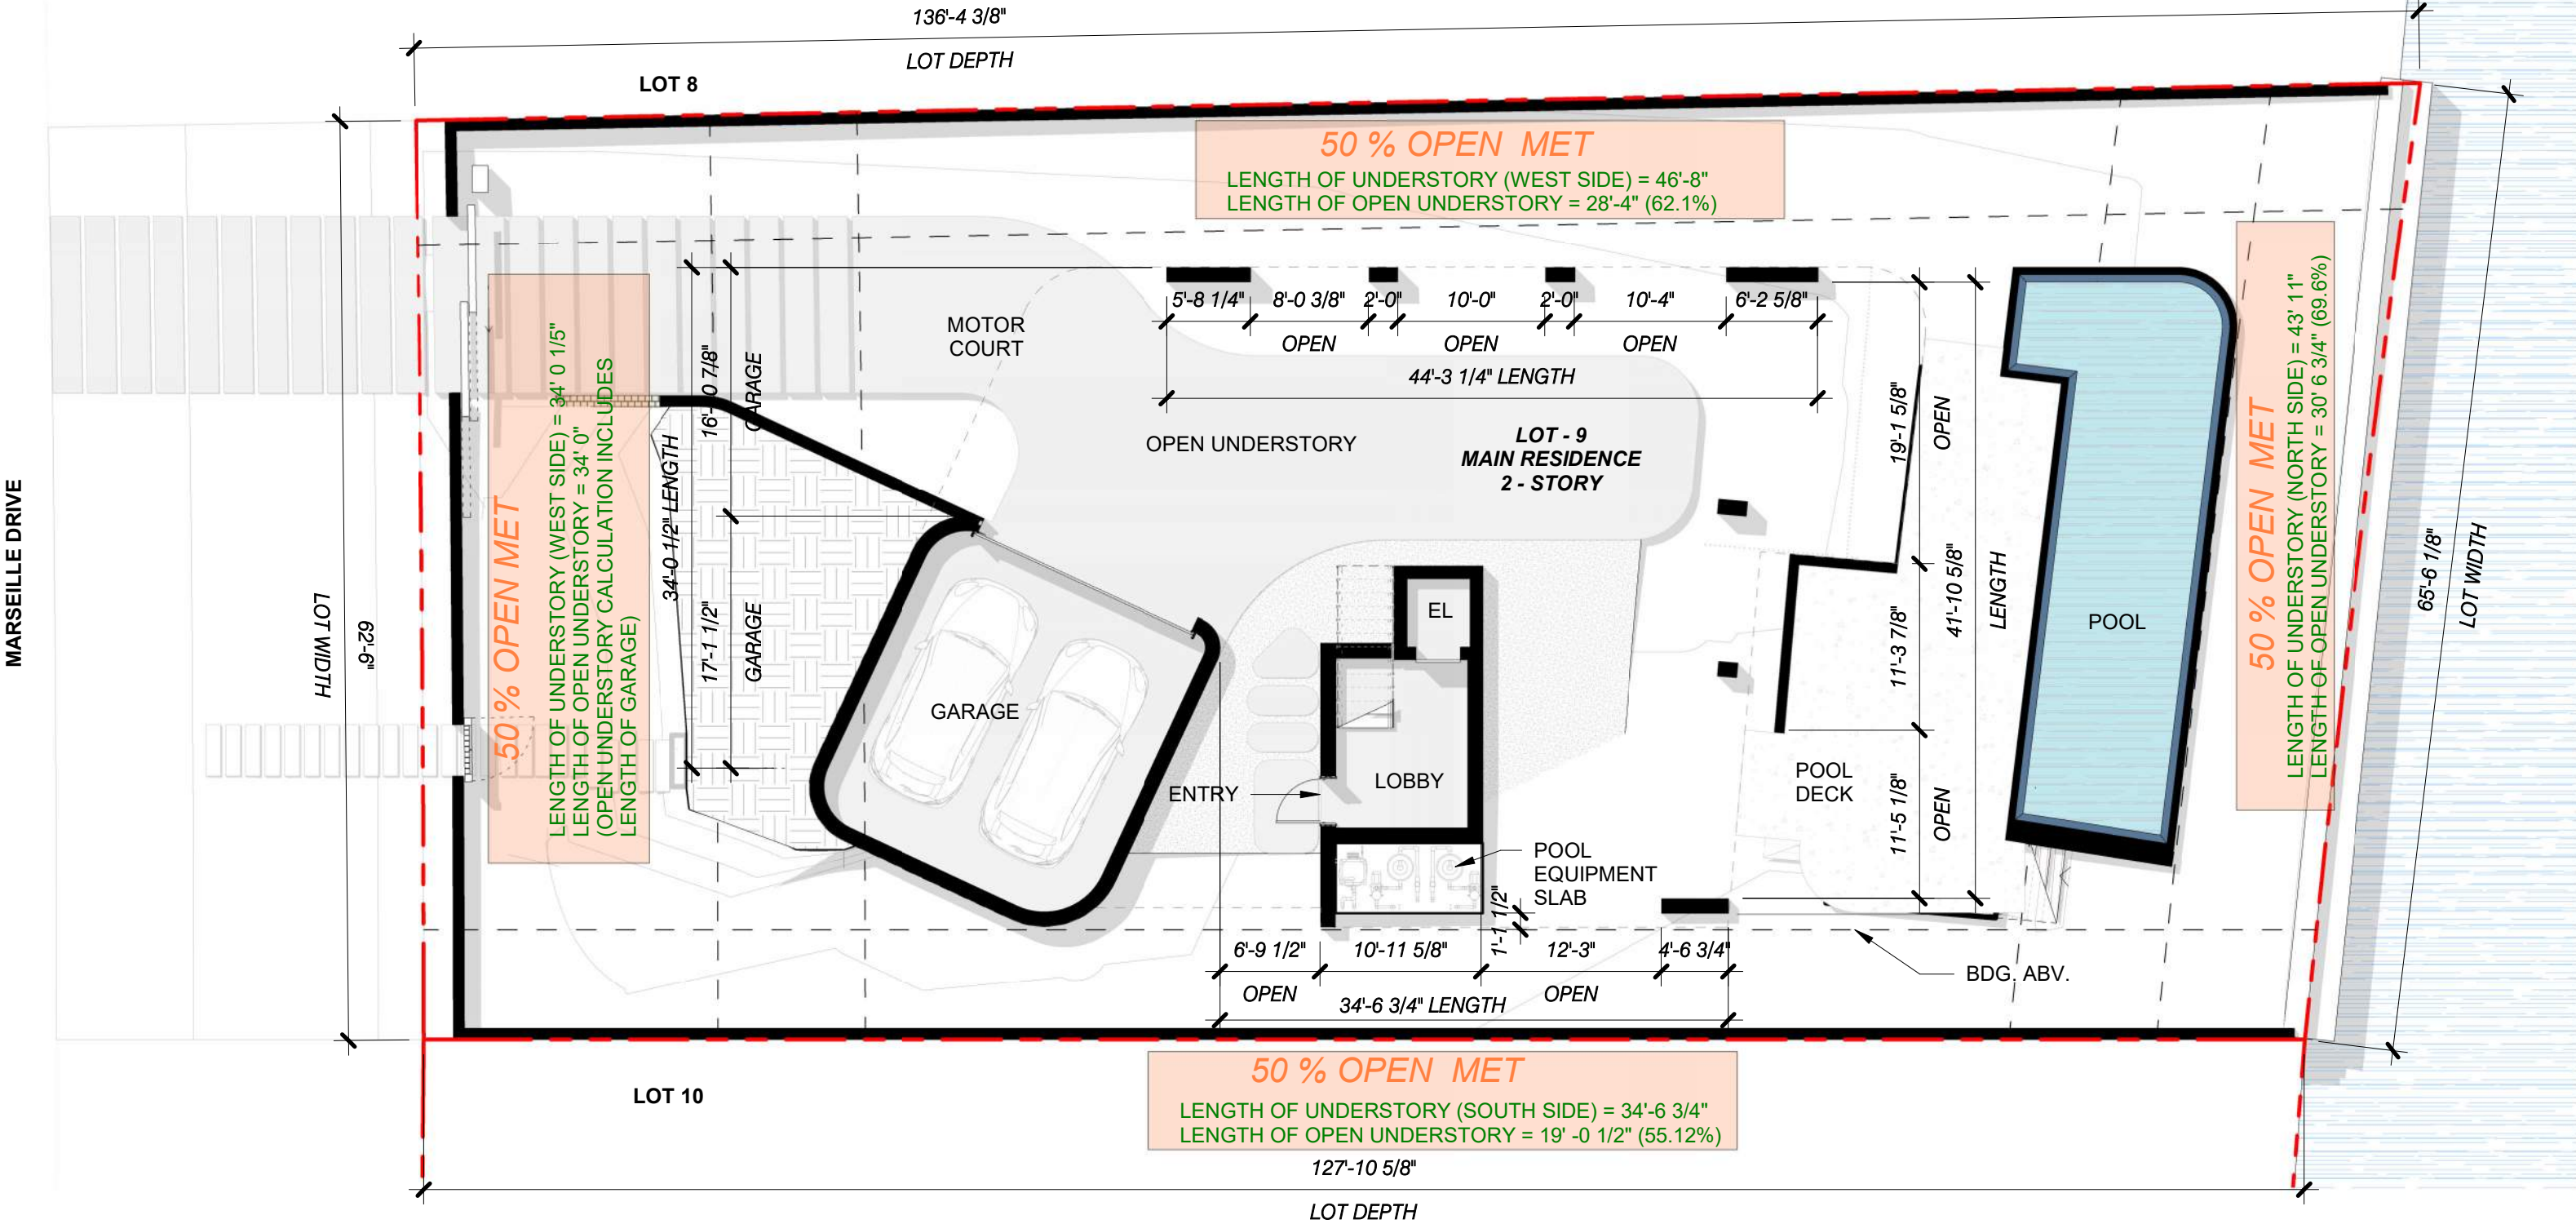 136'-4 3/8"
LOT DEPTH
LOT 8
50 % OPEN  MET
LENGTH OF UNDERSTORY (WEST SIDE) = 46'-8"
LENGTH OF OPEN UNDERSTORY = 28'-4" (62.1%)
MARSEILLE DRIVE
LOT WIDTH
62'-9"
50 % OPEN MET
LENGTH OF UNDERSTORY (WEST SIDE) = 34' 0 1/5"
LENGTH OF OPEN UNDERSTORY = 34' 0"
(OPEN UNDERSTORY CALCULATION INCLUDES
LENGTH OF GARAGE)
34'-0 1/2" LENGTH
GARAGE
17'-1 1/2"
GARAGE
MOTOR
COURT
5'-8 1/4"
8'-0 3/8"
2'-0"
10'-0"
2'-0"
10'-4"
6'-2 5/8"
OPEN
OPEN
OPEN
44'-3 1/4" LENGTH
OPEN UNDERSTORY
LOT - 9
MAIN RESIDENCE
2 - STORY
19'-1 5/8"
OPEN
11'-3 7/8"
41'-10 5/8"
LENGTH
11'-5 1/8"
OPEN
POOL
50 % OPEN  MET
LENGTH OF UNDERSTORY (NORTH SIDE) = 43' 11"
LENGTH OF OPEN UNDERSTORY = 30' 6 3/4" (69.6%)
65'-6 1/8"
LOT WIDTH
EL
GARAGE
LOBBY
ENTRY
POOL
DECK
POOL
EQUIPMENT
SLAB
1'-1 1/2"
6'-9 1/2"
10'-11 5/8"
12'-3"
4'-6 3/4"
OPEN
OPEN
34'-6 3/4" LENGTH
BDG. ABV.
LOT 10
50 % OPEN  MET
LENGTH OF UNDERSTORY (SOUTH SIDE) = 34'-6 3/4"
LENGTH OF OPEN UNDERSTORY = 19' -0 1/2" (55.12%)
127'-10 5/8"
LOT DEPTH